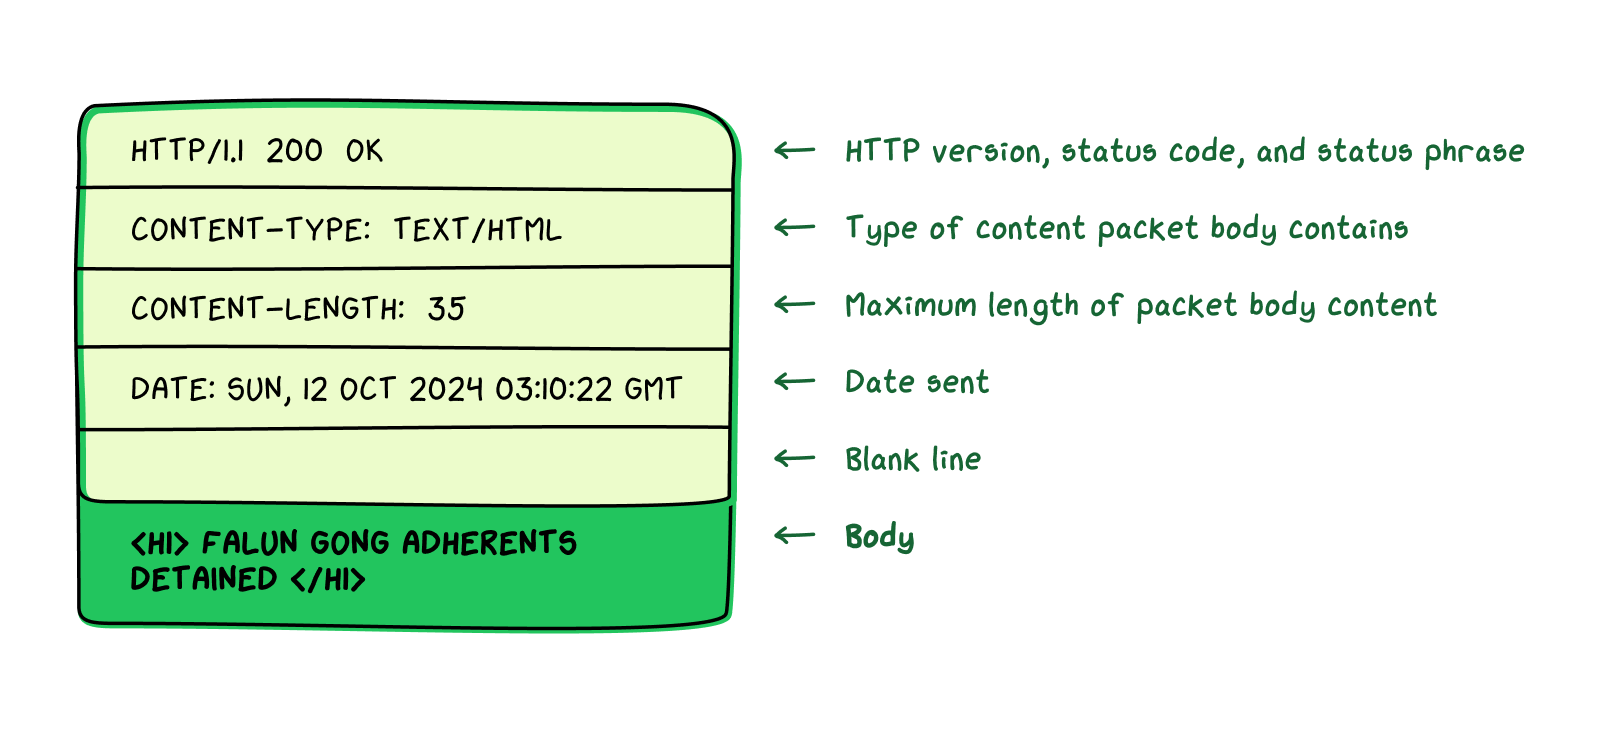 HTTP/1.1 200 OK
HTTP version, status code, and status phrase
CONTENT-TYPE: TEXT/HTML
Type of content packet body contains
CONTENT-LENGTH: 35
Maximum length of packet body content
DATE: SUN, 12 OCT 2024 03:10:22 GMT
Date sent
Blank line
<H1> FALUN GONG ADHERENTS
DETAINED </H1>
Body